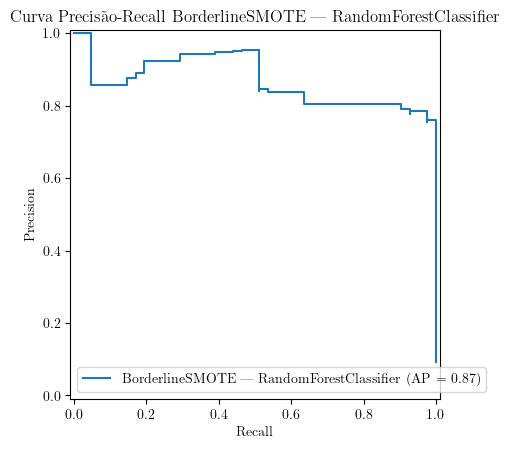 Curva Precisão-Recall BorderlineSMOTE — RandomForestClassifier
1.0
0.8
0.6
0.4
0.2
0.0
Precision
BorderlineSMOTE — RandomForestClassifier (AP = 0.87)
0.0 0.2 0.4 0.6 0.8 1.0
Recall